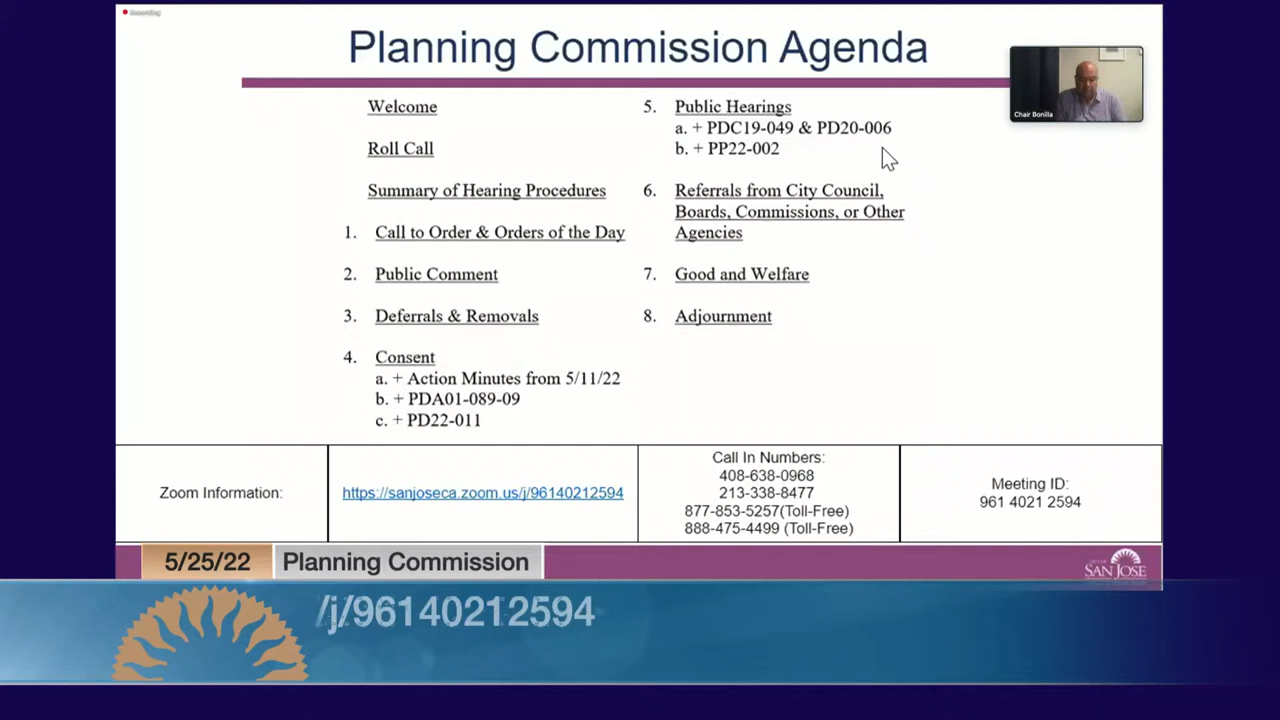 Recording
Planning Commission Agenda
Chair Bonilla
Welcome
Roll Call
Summary of Hearing Procedures
1. Call to Order & Orders of the Day
2. Public Comment
3. Deferrals & Removals
4. Consent
a. + Action Minutes from 5/11/22
b. + PDA01-089-09
c. + PD22-011
5. Public Hearings
a. + PDC19-049 & PD20-006
b. + PP22-002
6. Referrals from City Council,
Boards, Commissions, or Other
Agencies
7. Good and Welfare
8. Adjournment
Zoom Information:
https://sanjoseca.zoom.us/j/96140212594
Call In Numbers:
408-638-0968
213-338-8477
877-853-5257(Toll-Free)
888-475-4499 (Toll-Free)
Meeting ID:
961 4021 2594
5/25/22
Planning Commission
SAN JOSE
/j/96140212594